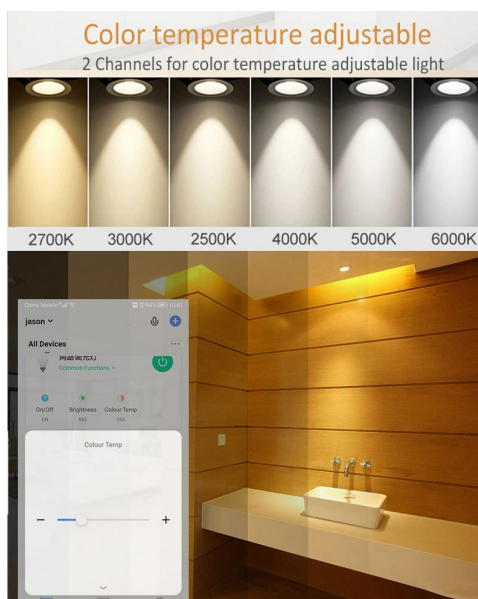 Color temperature adjustable
2 Channels for color temperature adjustable light
2700K 3000K 2500K 4000K 5000K 6000K
China Mobile 10:41
jason
All Devices
Common Functions
On/Off Brightness Colour Temp
ON
Colour Temp